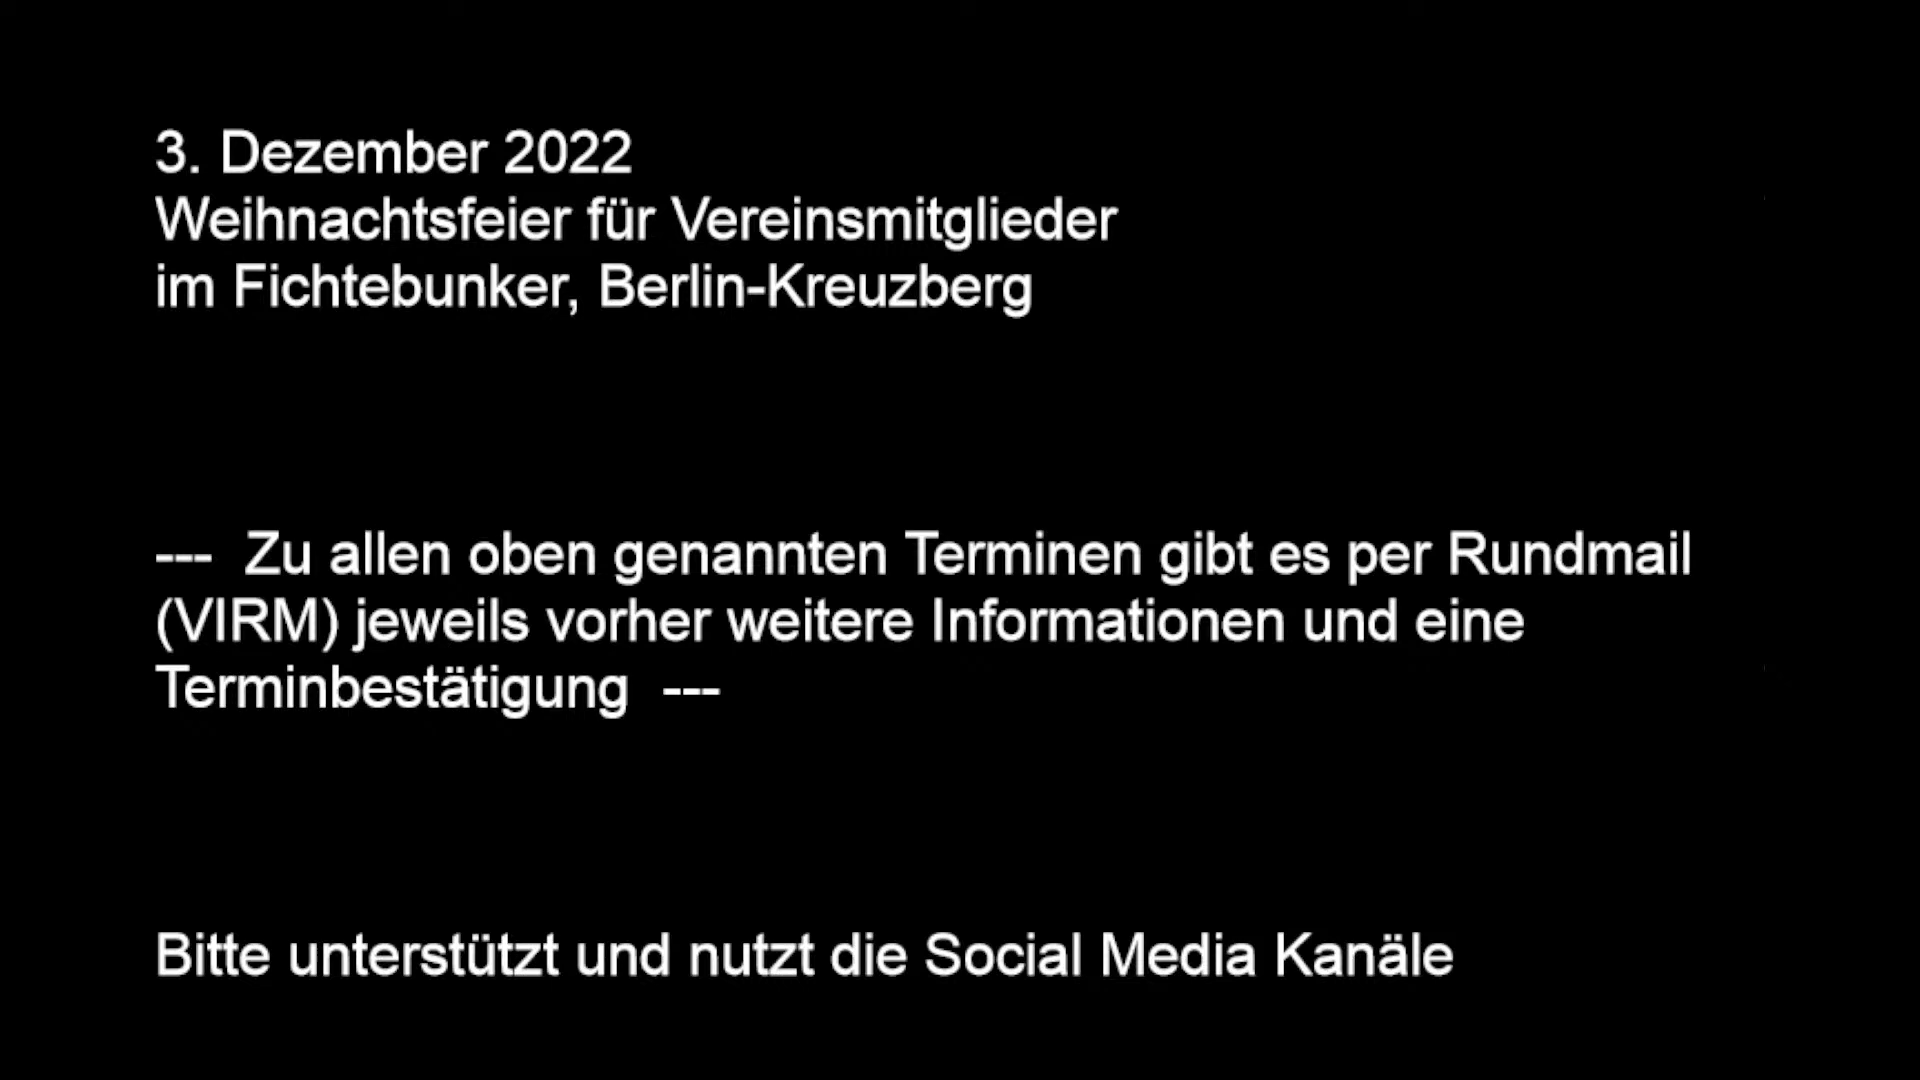 3. Dezember 2022
Weihnachtsfeier für Vereinsmitglieder
im Fichtebunker, Berlin-Kreuzberg
--- Zu allen oben genannten Terminen gibt es per Rundmail
(VIRM) jeweils vorher weitere Informationen und eine
Terminbestätigung ---
Bitte unterstützt und nutzt die Social Media Kanäle